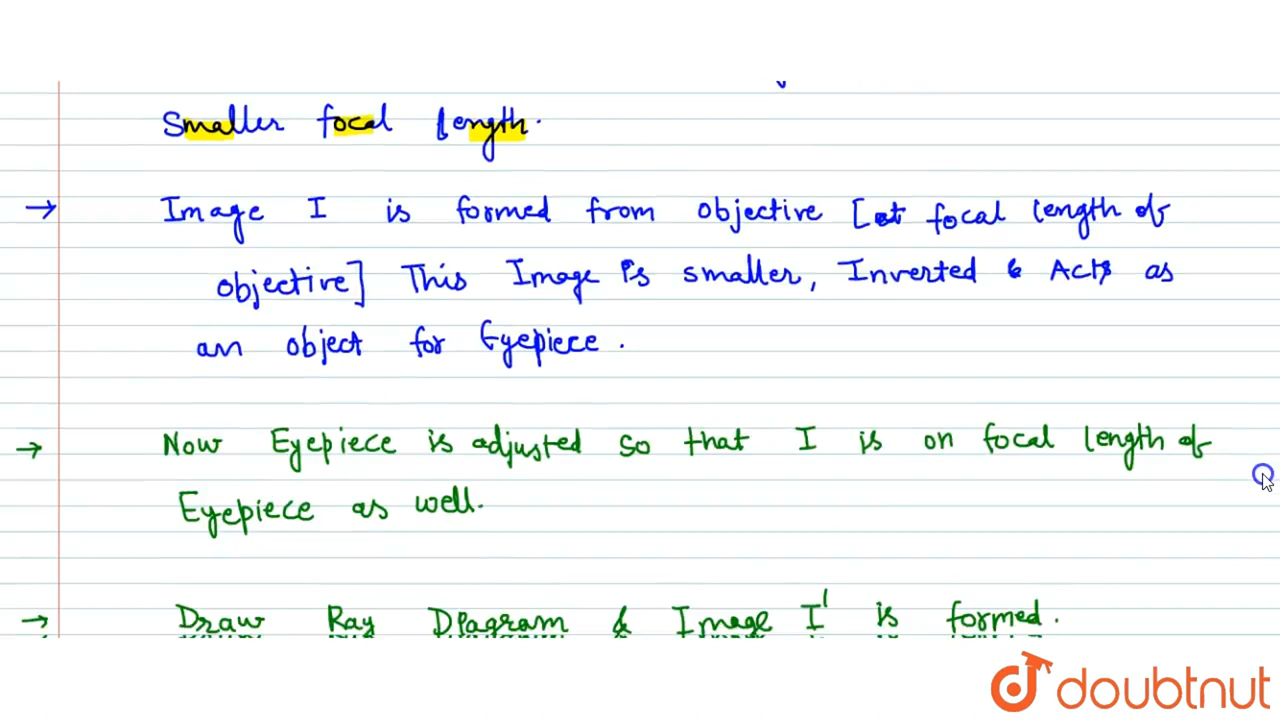 Smaller focal length.
→ Image I is formed from objective [at focal length of
objective] This Image is smaller, Inverted & Acts as
an object for Eyepiece.
→ Now Eyepiece is adjusted so that I is on focal length of
Eyepiece as well.
→ Draw Ray Diagram & Image I' is formed.
doubtnut